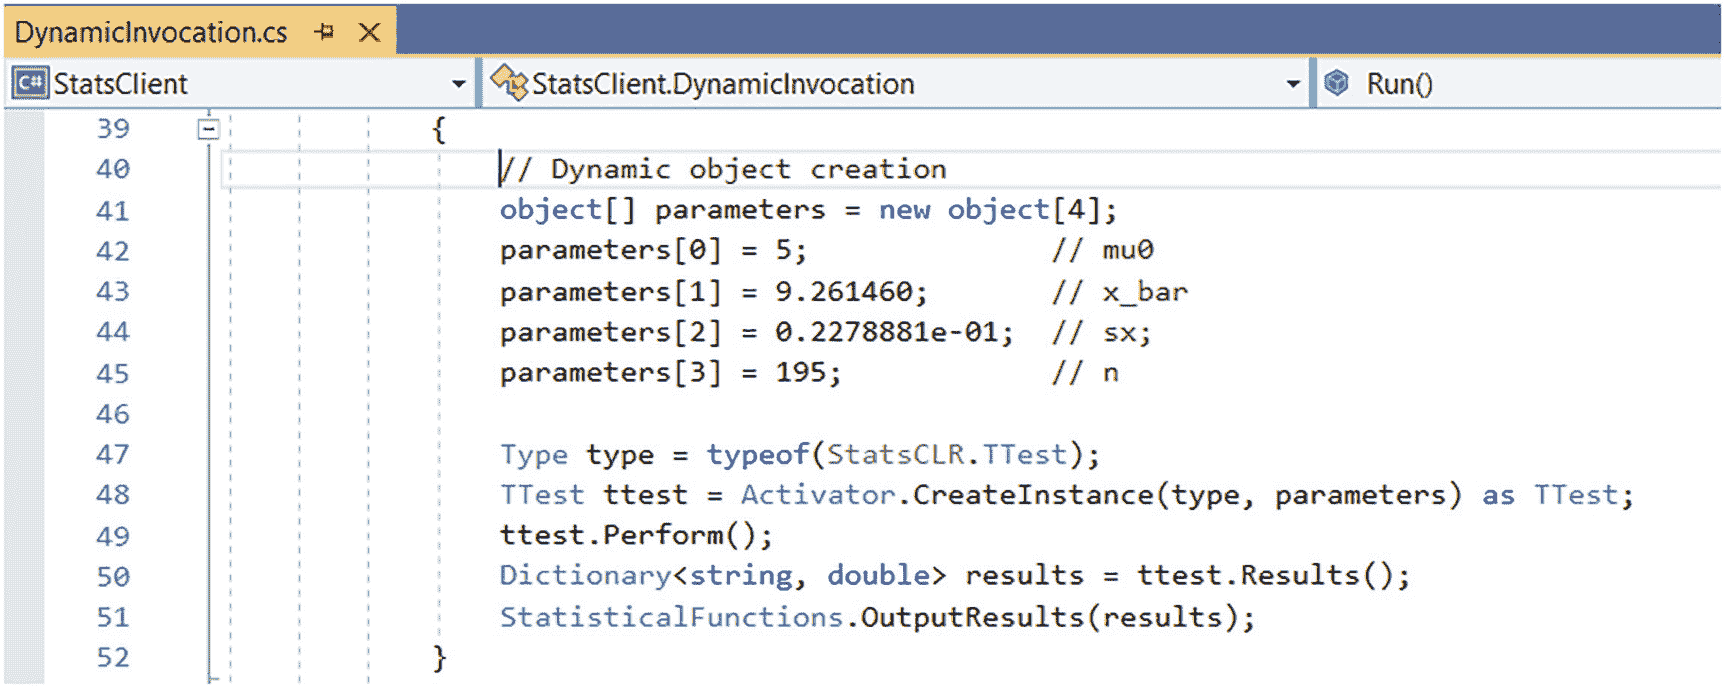 DynamicInvocation.cs
C# StatsClient StatsClient.DynamicInvocation Run()
39 {
40 // Dynamic object creation
41 object[] parameters = new object[4];
42 parameters[0] = 5; // mu0
43 parameters[1] = 9.261460; // x_bar
44 parameters[2] = 0.2278881e-01; // sx;
45 parameters[3] = 195; // n
46
47 Type type = typeof(StatsCLR.TTest);
48 TTest ttest = Activator.CreateInstance(type, parameters) as TTest;
49 ttest.Perform();
50 Dictionary<string, double> results = ttest.Results();
51 StatisticalFunctions.OutputResults(results);
52 }